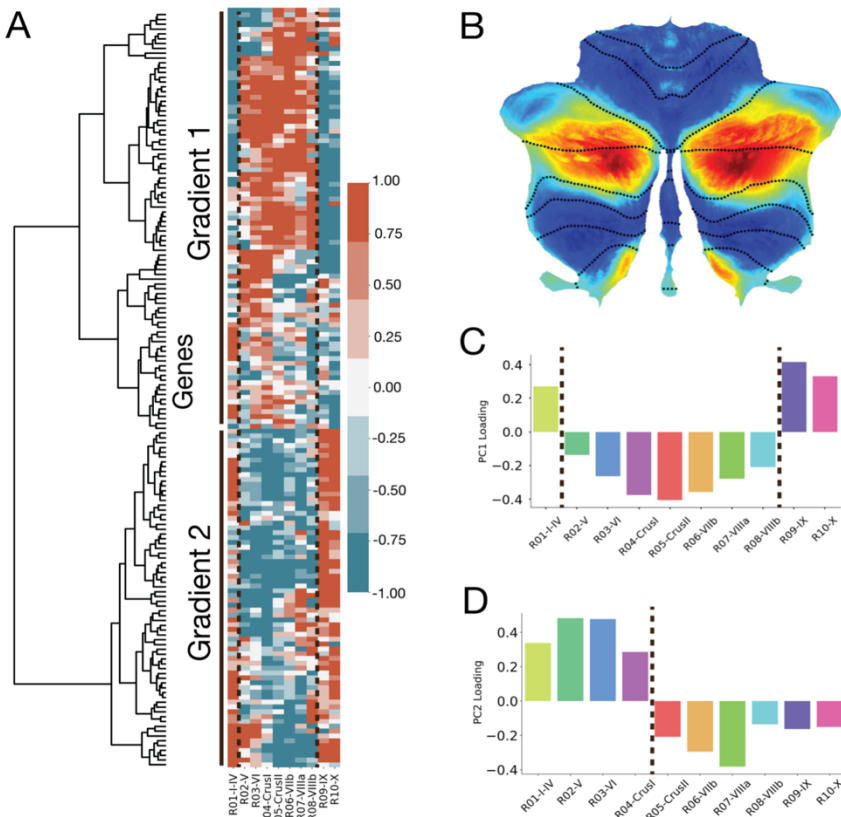 A
Gradient 1
Genes
Gradient 2
1.00
0.75
0.50
0.25
0.00
-0.25
-0.50
-0.75
-1.00
R01-I-IV
R02-V
R03-VI
R04-CrusI
R05-CrusII
R06-VIIb
R07-VIIIa
R08-VIIIb
R09-IX
R10-X
B
C
PC1 Loading
0.4
0.2
0.0
−0.2
−0.4
R01-I-IV
R02-V
R03-VI
R04-CrusI
R05-CrusII
R06-VIIb
R07-VIIIa
R08-VIIIb
R09-IX
R10-X
D
PC2 Loading
0.4
0.2
0.0
−0.2
−0.4
R01-I-IV
R02-V
R03-VI
R04-CrusI
R05-CrusII
R06-VIIb
R07-VIIIa
R08-VIIIb
R09-IX
R10-X